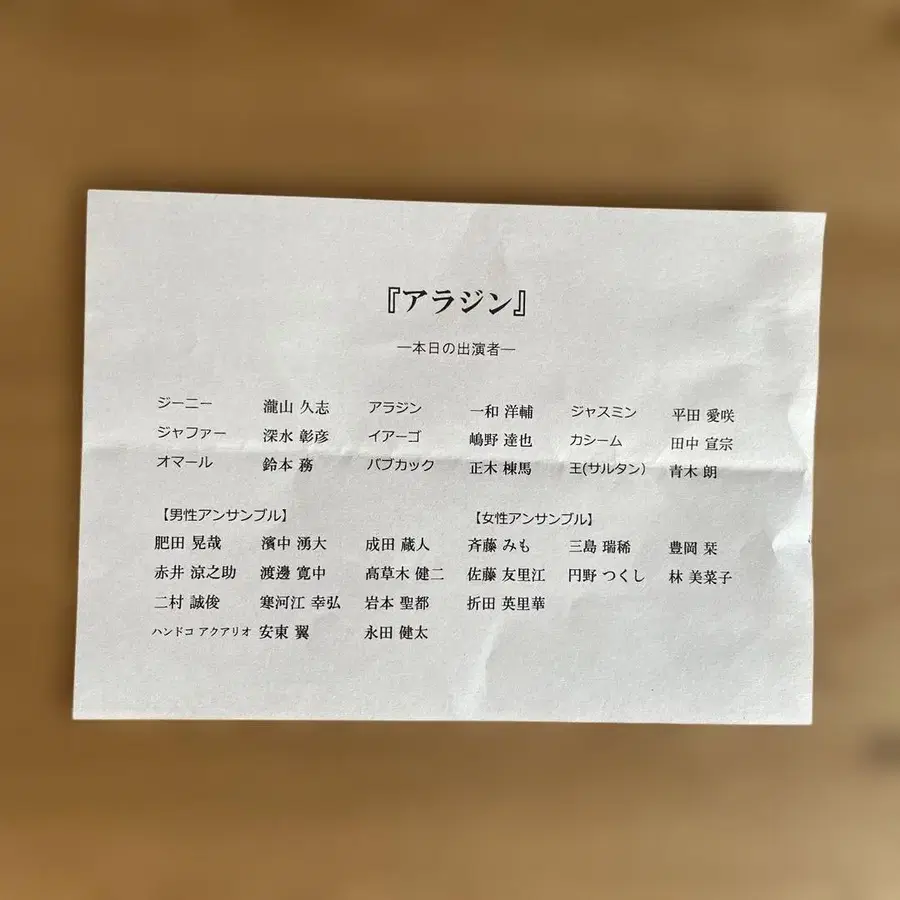 『アラジン』
―本日の出演者―
ジーニー 瀧山 久志 アラジン 一和 洋輔 ジャスミン 平田 愛咲
ジャファー 深水 彰彦 イアーゴ 嶋野 達也 カシーム 田中 宣宗
オマール 鈴本 務 バブカック 正木 棟馬 王(サルタン) 青木 朗
【男性アンサンブル】 【女性アンサンブル】
肥田 晃哉 濱中 湧大 成田 蔵人 斉藤 みも 三島 瑞稀 豊岡 栞
赤井 涼之助 渡邊 寛中 髙草木 健二 佐藤 友里江 円野 つくし 林 美菜子
二村 誠俊 寒河江 幸弘 岩本 聖都 折田 英里華
ハンドコ アクアリオ 安東 翼 永田 健太